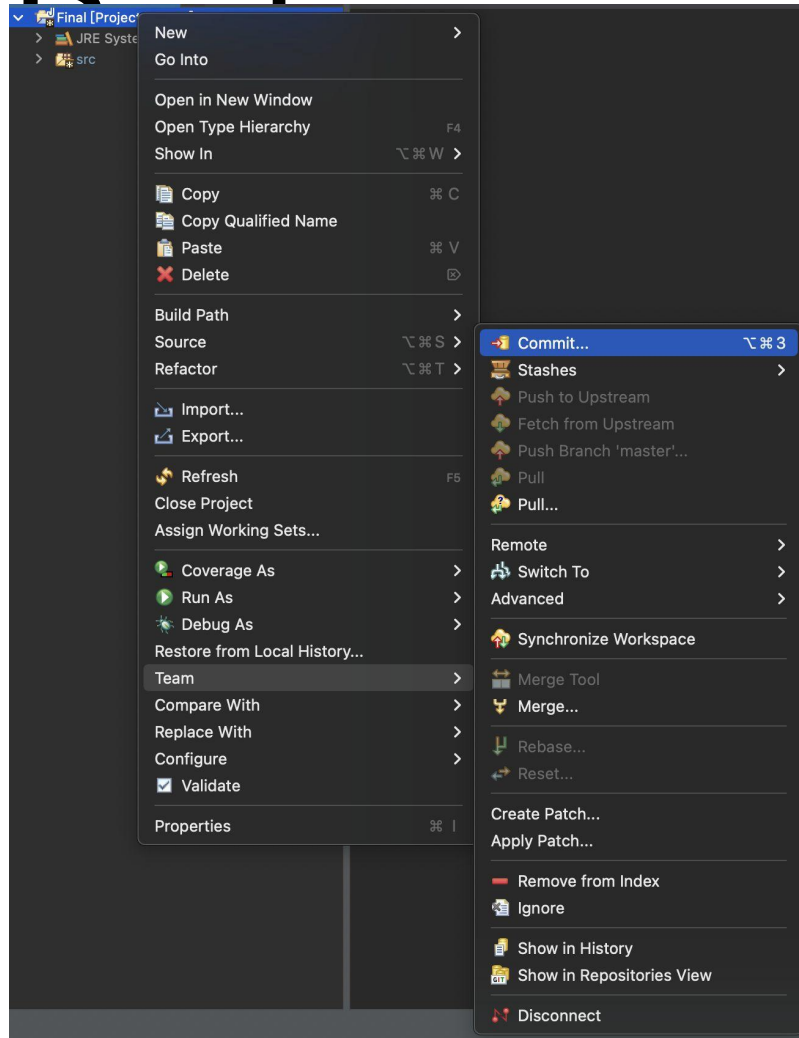 Final [Project
JRE Syste
src
New
Go Into
Open in New Window
Open Type Hierarchy F4
Show In ⌥⌘W
Copy ⌘ C
Copy Qualified Name
Paste ⌘ V
Delete ⌦
Build Path
Source ⌥⌘S
Refactor ⌥⌘T
Import...
Export...
Refresh F5
Close Project
Assign Working Sets...
Coverage As
Run As
Debug As
Restore from Local History...
Team
Compare With
Replace With
Configure
Validate
Properties ⌘ I
Commit... ⌥⌘3
Stashes
Push to Upstream
Fetch from Upstream
Push Branch 'master'...
Pull
Pull...
Remote
Switch To
Advanced
Synchronize Workspace
Merge Tool
Merge...
Rebase...
Reset...
Create Patch...
Apply Patch...
Remove from Index
Ignore
Show in History
GIT Show in Repositories View
Disconnect